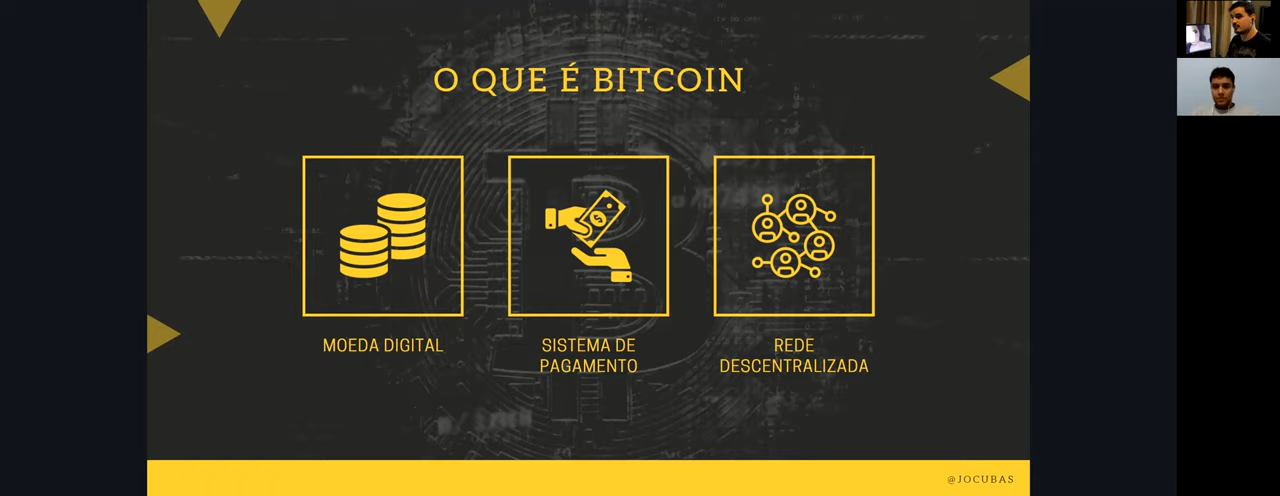 O QUE É BITCOIN
MOEDA DIGITAL
SISTEMA DE
PAGAMENTO
REDE
DESCENTRALIZADA
@JOCUBAS